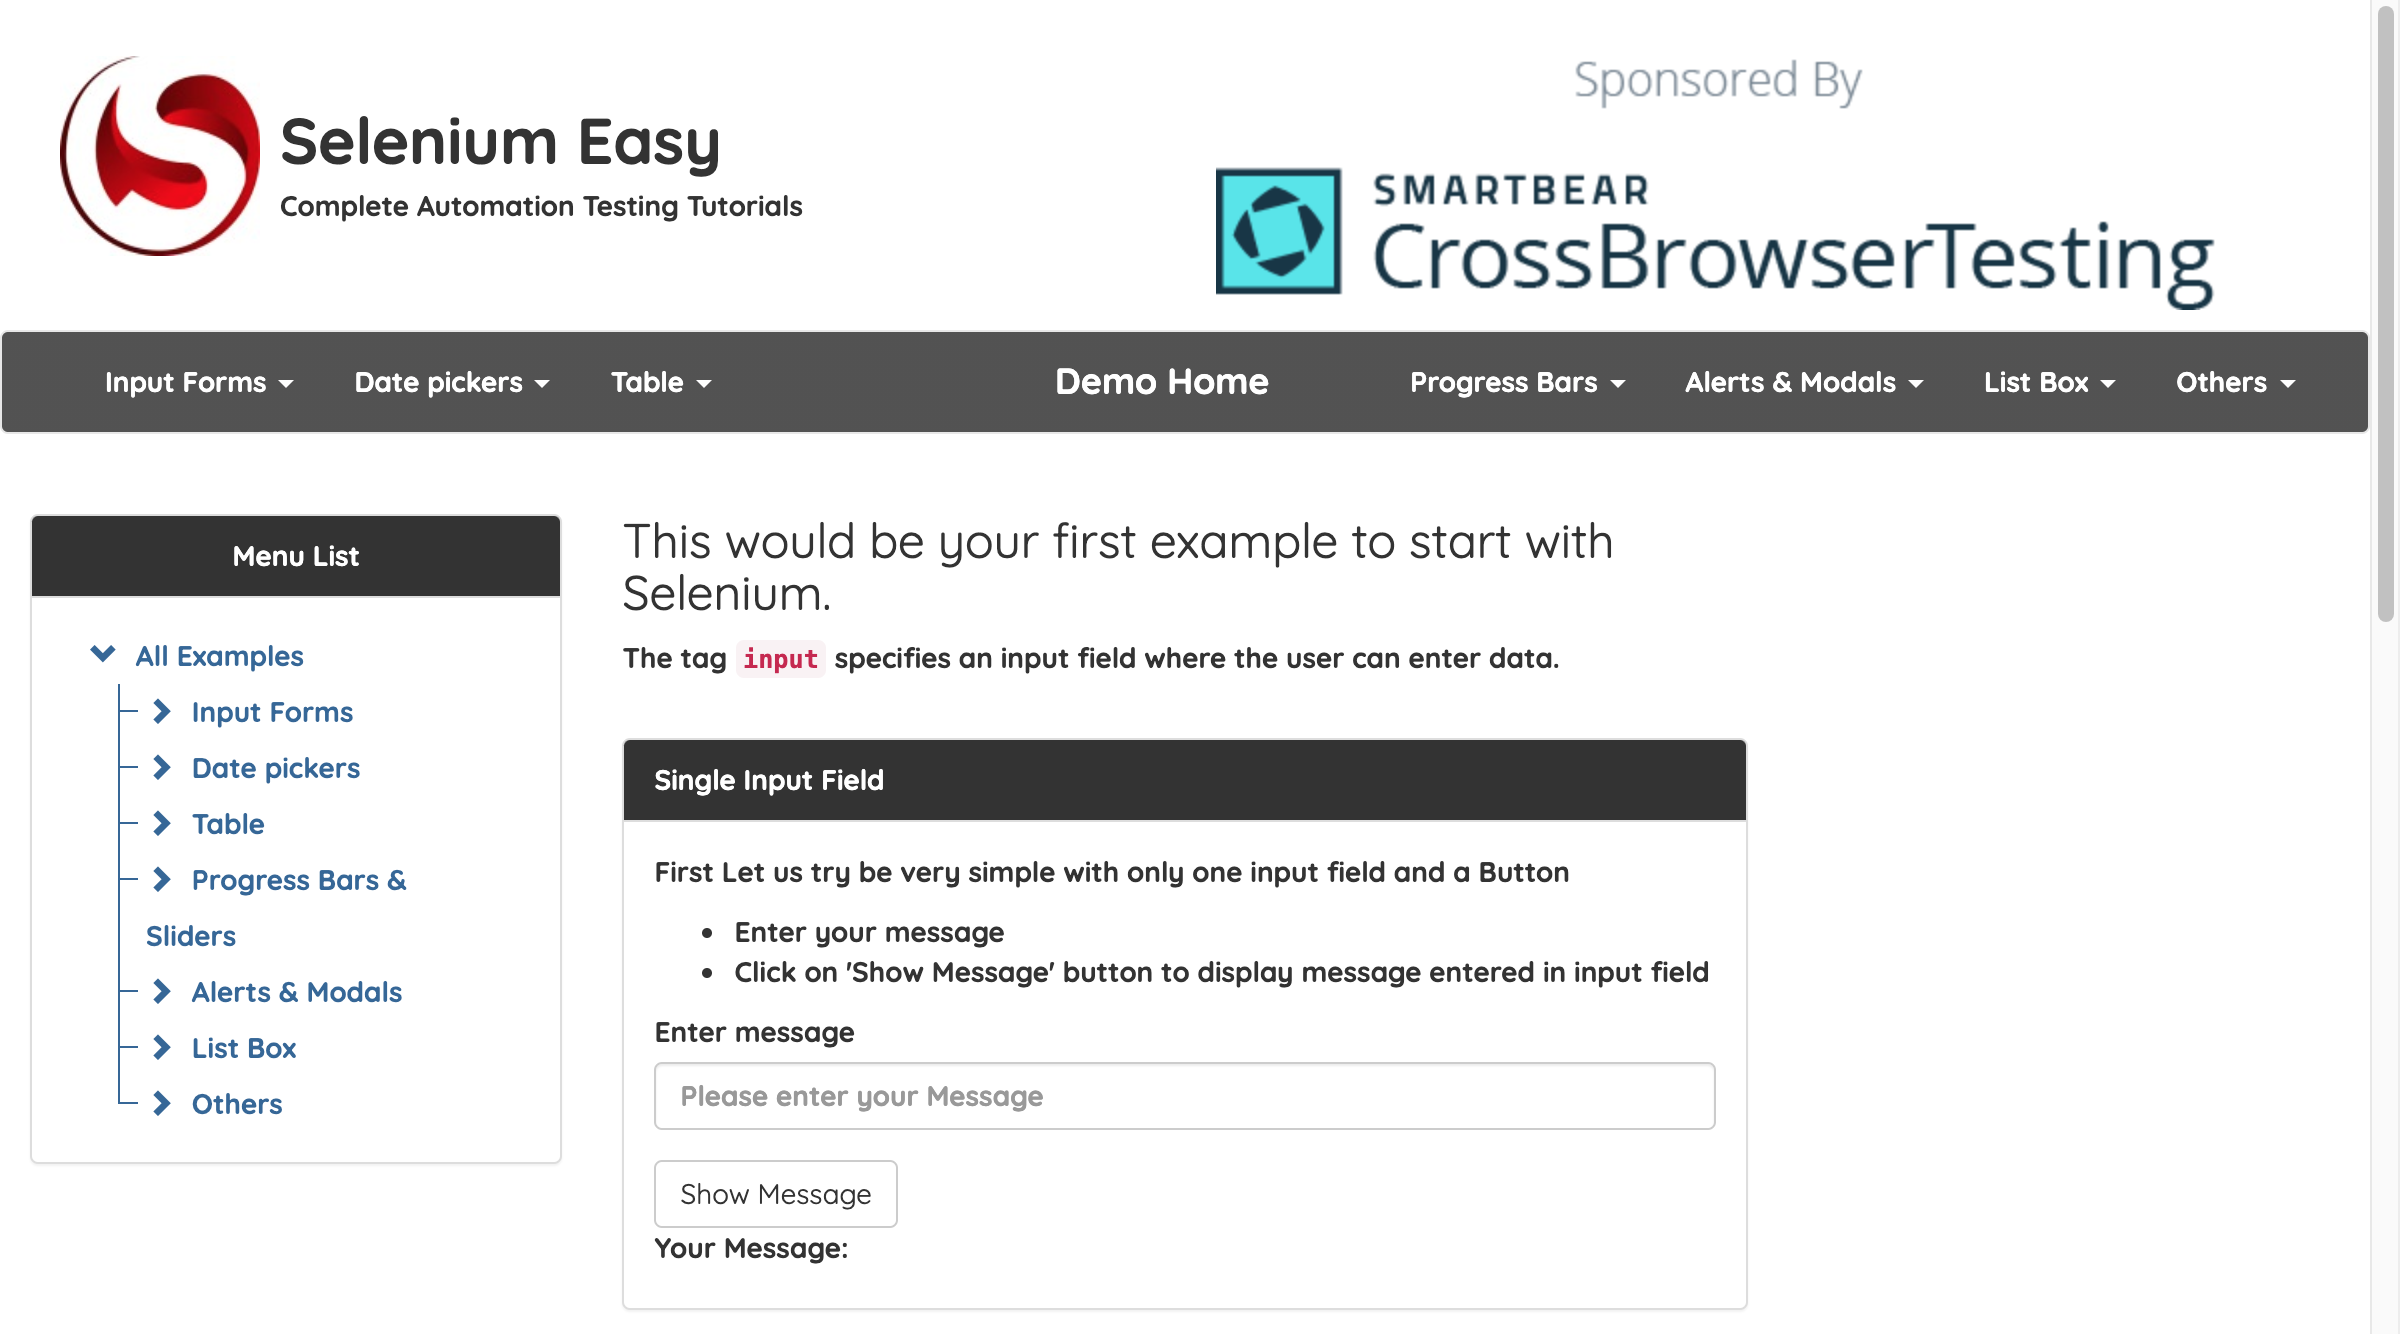 Selenium Easy
Complete Automation Testing Tutorials
Sponsored By
SMARTBEAR
CrossBrowserTesting
Input Forms Date pickers Table Demo Home Progress Bars Alerts & Modals List Box Others
Menu List
All Examples
Input Forms
Date pickers
Table
Progress Bars &
Sliders
Alerts & Modals
List Box
Others
This would be your first example to start with
Selenium.
The tag input specifies an input field where the user can enter data.
Single Input Field
First Let us try be very simple with only one input field and a Button
• Enter your message
• Click on 'Show Message' button to display message entered in input field
Enter message
Please enter your Message
Show Message
Your Message: